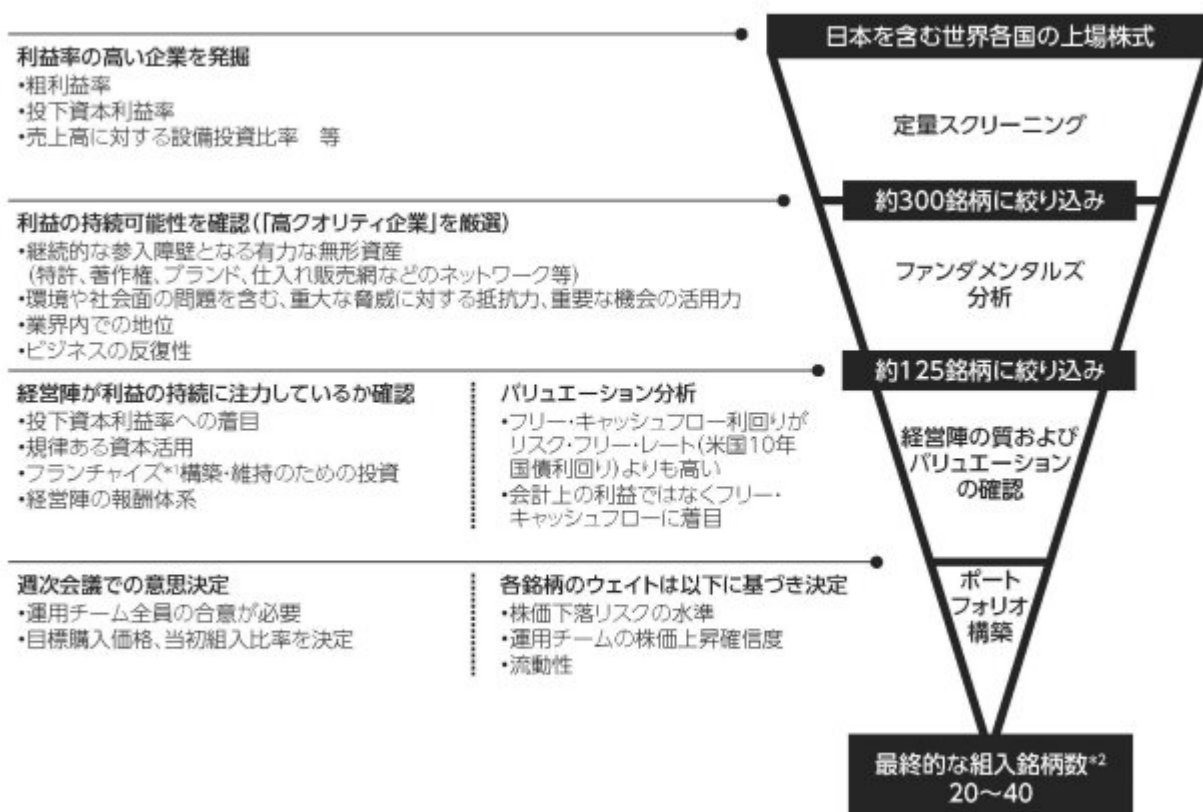 日本を含む世界各国の上場株式
利益率の高い企業を発掘
•粗利益率
•投下資本利益率
•売上高に対する設備投資比率　等
定量スクリーニング
約300銘柄に絞り込み
利益の持続可能性を確認(「高クオリティ企業」を厳選)
•継続的な参入障壁となる有力な無形資産
(特許、著作権、ブランド、仕入れ販売網などのネットワーク等)
•環境や社会面の問題を含む、重大な脅威に対する抵抗力、重要な機会の活用力
•業界内での地位
•ビジネスの反復性
ファンダメンタルズ
分析
約125銘柄に絞り込み
経営陣が利益の持続に注力しているか確認
•投下資本利益率への着目
•規律ある資本活用
•フランチャイズ*1構築・維持のための投資
•経営陣の報酬体系
バリュエーション分析
•フリー・キャッシュフロー利回りが
リスク・フリー・レート(米国10年
国債利回り)よりも高い
•会計上の利益ではなくフリー・
キャッシュフローに着目
経営陣の質および
バリュエーション
の確認
週次会議での意思決定
•運用チーム全員の合意が必要
•目標購入価格、当初組入比率を決定
各銘柄のウェイトは以下に基づき決定
•株価下落リスクの水準
•運用チームの株価上昇確信度
•流動性
ポート
フォリオ
構築
最終的な組入銘柄数*2
20～40